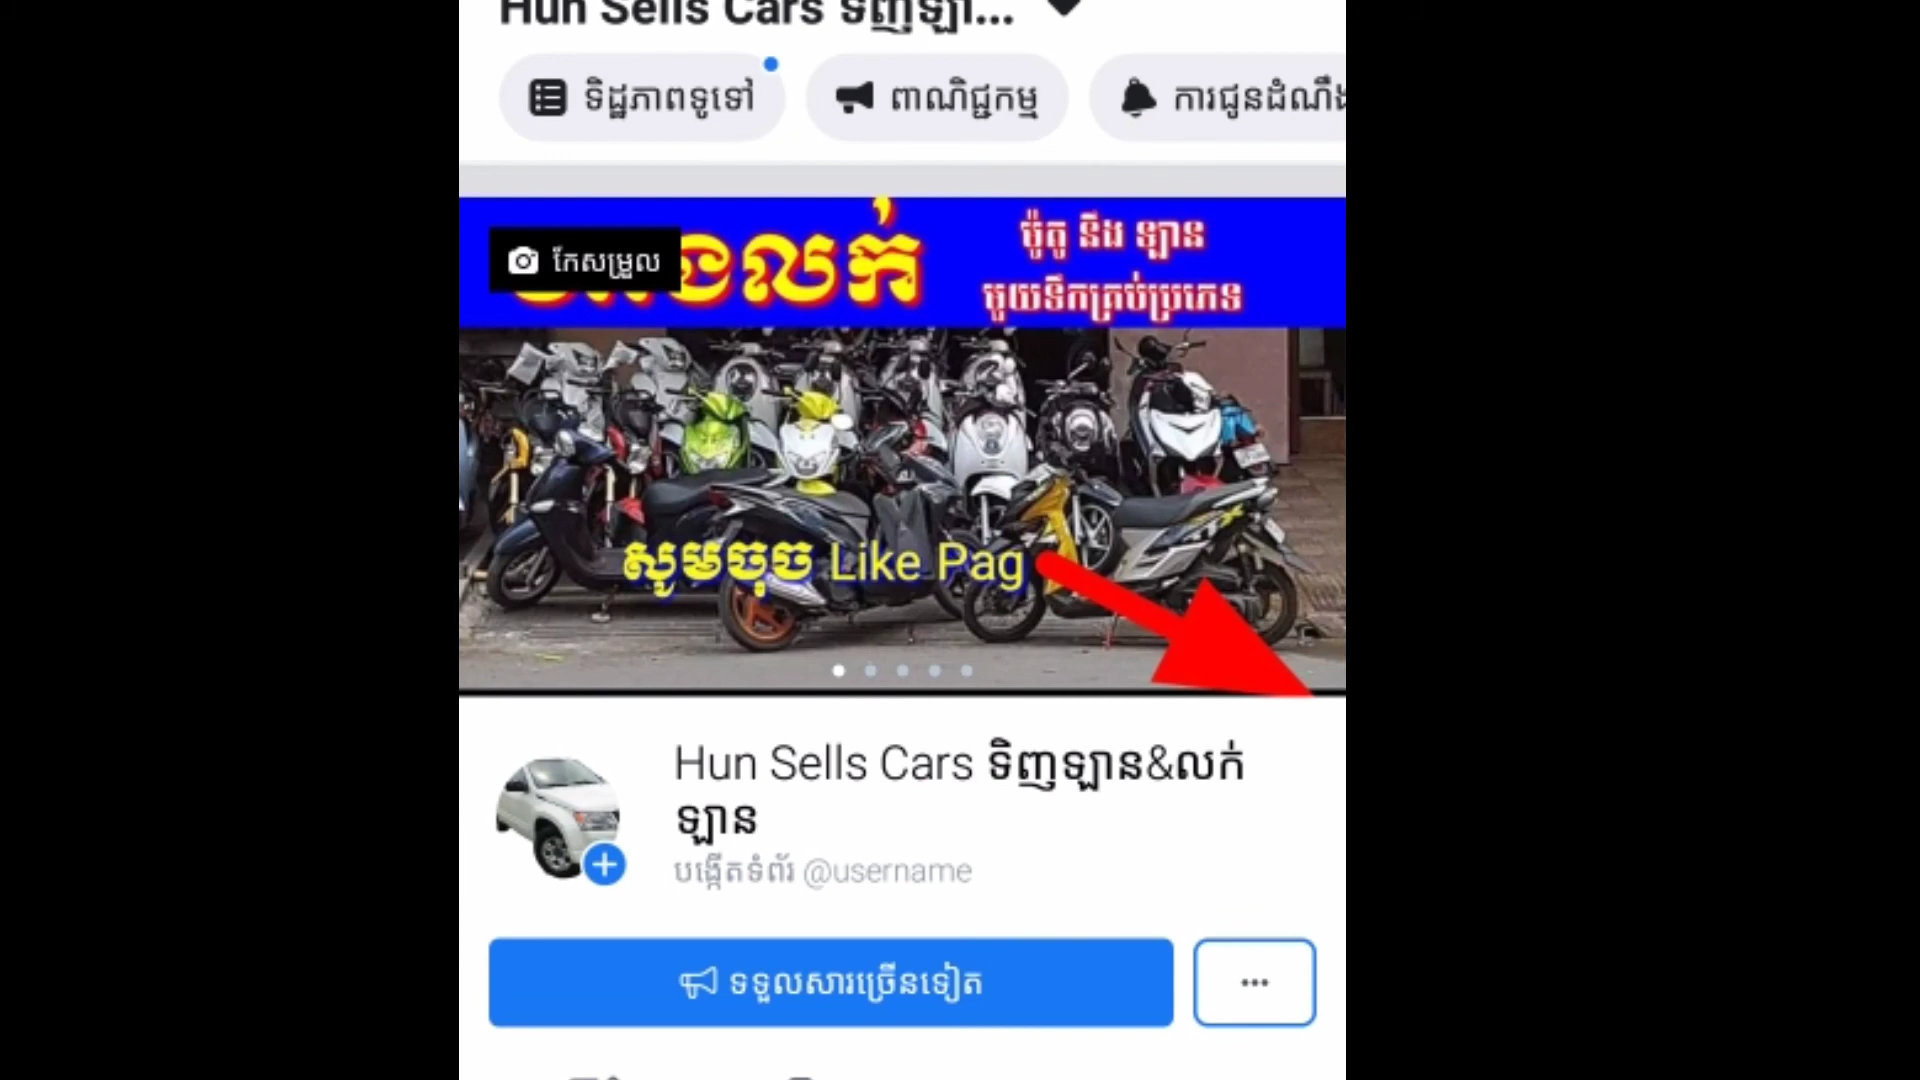 Hun Sells Cars ទិញឡា...
ទិដ្ឋភាពទូទៅ
ពាណិជ្ជកម្ម
ការជូនដំណឹង
កែសម្រួល
លក់
ប៉ូតូ នឹង ឡាន
មួយទឹកគ្រប់ប្រភេទ
សូមចុច Like Pag
Hun Sells Cars ទិញឡាន&លក់
ឡាន
បង្កើតទំព័រ @username
ទទួលសារច្រើនទៀត